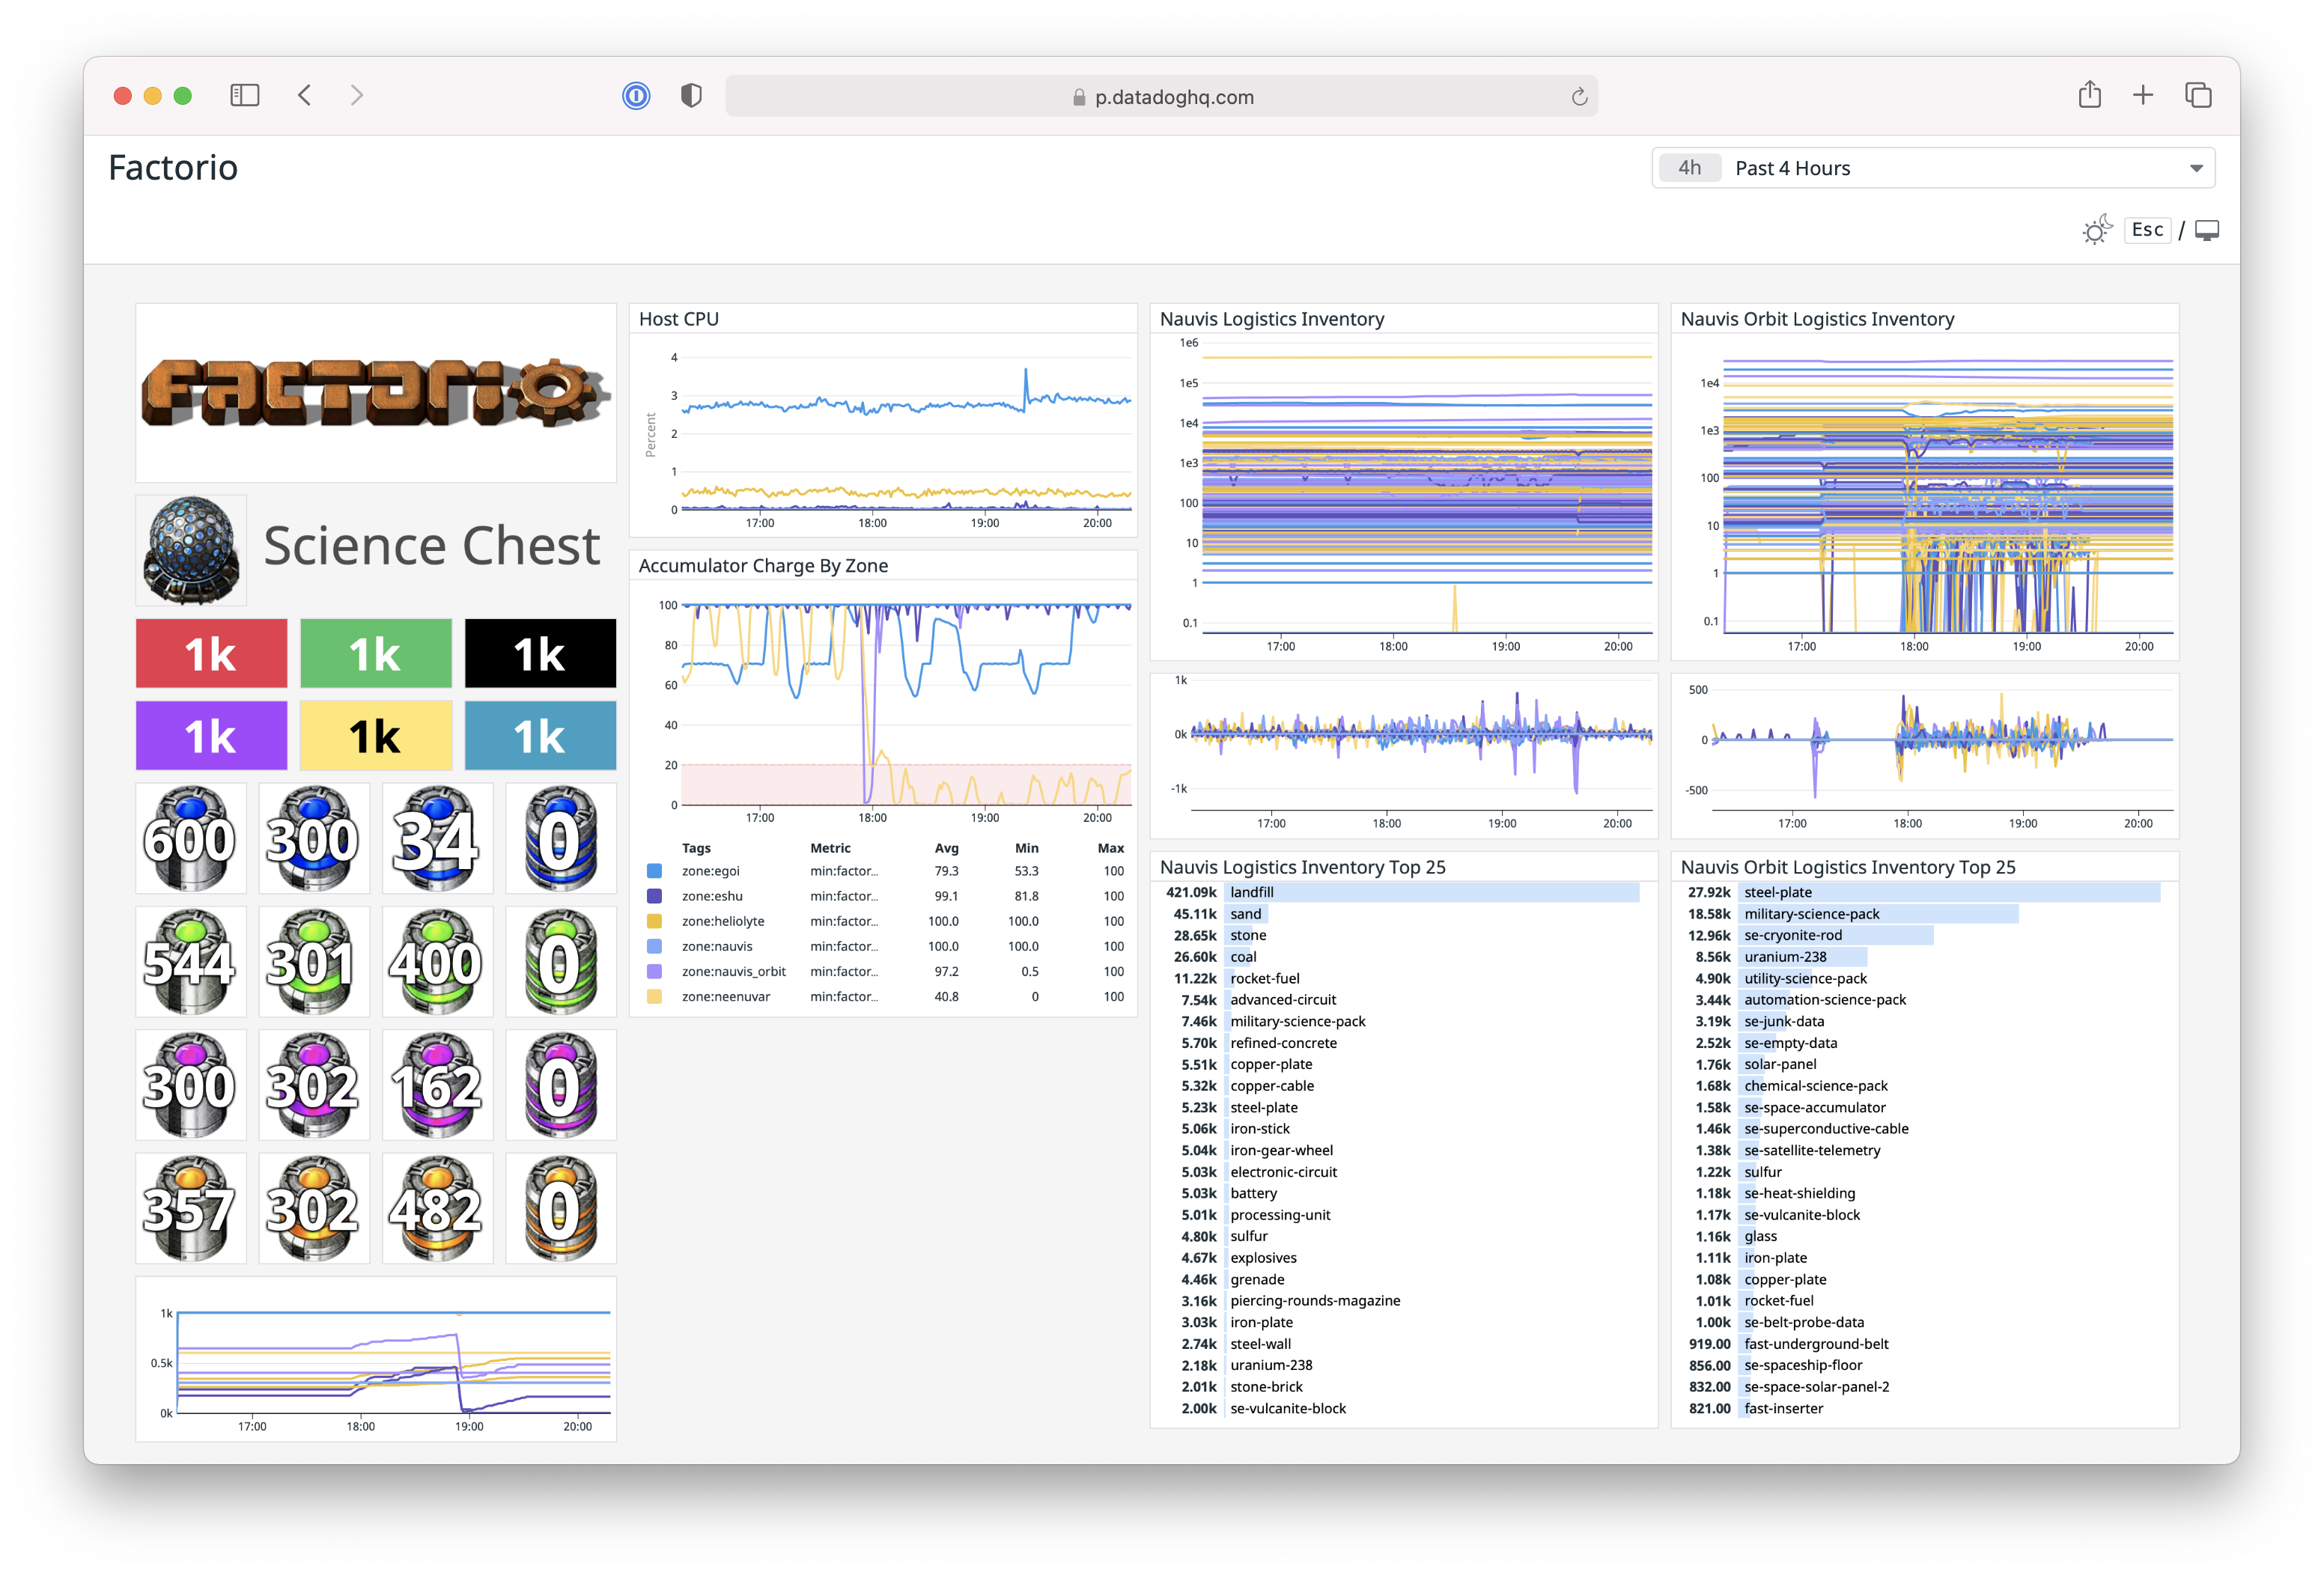 p.datadoghq.com
Factorio
4h Past 4 Hours
Esc /
FACTORIO
Science Chest
1k 1k 1k
1k 1k 1k
600 300 34 0
544 301 400 0
300 302 162 0
357 302 482 0
1k
0.5k
0k
17:00 18:00 19:00 20:00
Host CPU
Percent
4
3
2
1
0
17:00 18:00 19:00 20:00
Accumulator Charge By Zone
100
80
60
40
20
0
17:00 18:00 19:00 20:00
Tags Metric Avg Min Max
zone:egoi min:factor... 79.3 53.3 100
zone:eshu min:factor... 99.1 81.8 100
zone:heliolyte min:factor... 100.0 100.0 100
zone:nauvis min:factor... 100.0 100.0 100
zone:nauvis_orbit min:factor... 97.2 0.5 100
zone:neenuvar min:factor... 40.8 0 100
Nauvis Logistics Inventory
1e6
1e5
1e4
1e3
100
10
1
0.1
17:00 18:00 19:00 20:00
1k
0k
-1k
17:00 18:00 19:00 20:00
Nauvis Logistics Inventory Top 25
421.09k landfill
45.11k sand
28.65k stone
26.60k coal
11.22k rocket-fuel
7.54k advanced-circuit
7.46k military-science-pack
5.70k refined-concrete
5.51k copper-plate
5.32k copper-cable
5.23k steel-plate
5.06k iron-stick
5.04k iron-gear-wheel
5.03k electronic-circuit
5.03k battery
5.01k processing-unit
4.80k sulfur
4.67k explosives
4.46k grenade
3.16k piercing-rounds-magazine
3.03k iron-plate
2.74k steel-wall
2.18k uranium-238
2.01k stone-brick
2.00k se-vulcanite-block
Nauvis Orbit Logistics Inventory
1e4
1e3
100
10
1
0.1
17:00 18:00 19:00 20:00
500
0
-500
17:00 18:00 19:00 20:00
Nauvis Orbit Logistics Inventory Top 25
27.92k steel-plate
18.58k military-science-pack
12.96k se-cryonite-rod
8.56k uranium-238
4.90k utility-science-pack
3.44k automation-science-pack
3.19k se-junk-data
2.52k se-empty-data
1.76k solar-panel
1.68k chemical-science-pack
1.58k se-space-accumulator
1.46k se-superconductive-cable
1.38k se-satellite-telemetry
1.22k sulfur
1.18k se-heat-shielding
1.17k se-vulcanite-block
1.16k glass
1.11k iron-plate
1.08k copper-plate
1.01k rocket-fuel
1.00k se-belt-probe-data
919.00 fast-underground-belt
856.00 se-spaceship-floor
832.00 se-space-solar-panel-2
821.00 fast-inserter